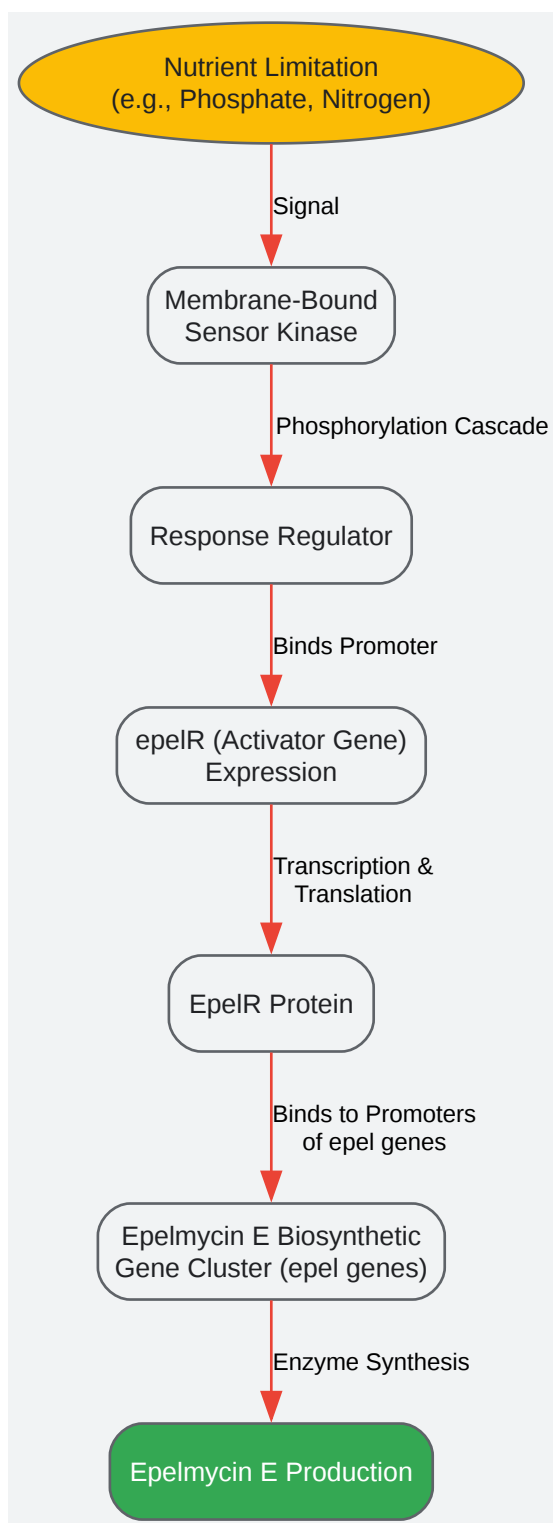 Nutrient Limitation
(e.g., Phosphate, Nitrogen)
Signal
Membrane-Bound
Sensor Kinase
Phosphorylation Cascade
Response Regulator
Binds Promoter
epelR (Activator Gene)
Expression
Transcription &
Translation
EpelR Protein
Binds to Promoters
of epel genes
Epelmycin E Biosynthetic
Gene Cluster (epel genes)
Enzyme Synthesis
Epelmycin E Production